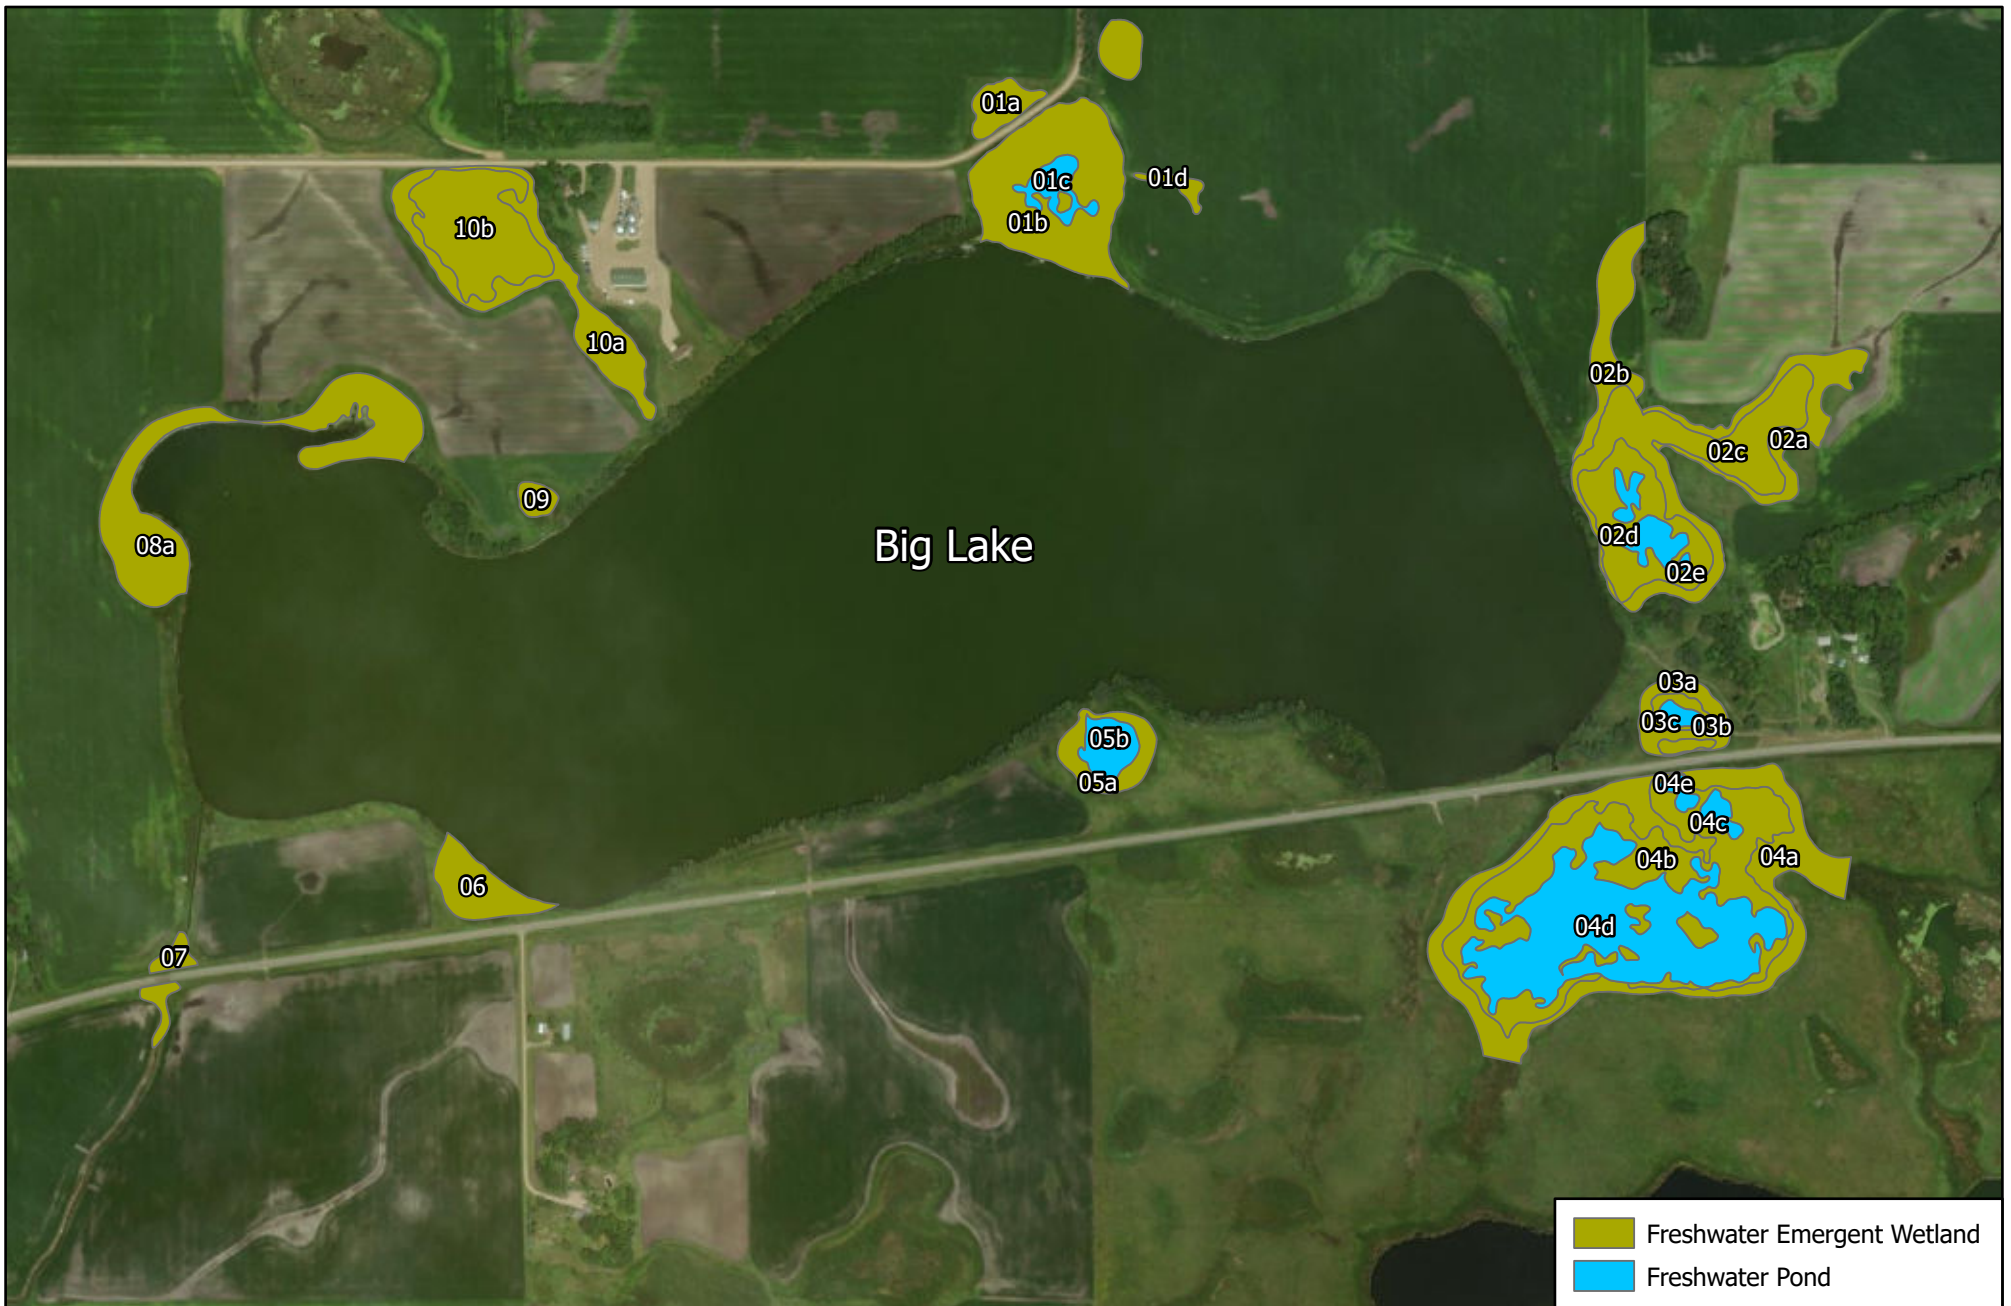 01a
01c
01d
01b
10b
10a
02b
02a
02c
09
02d
08a
Big Lake
02e
03a
03c
03b
05b
05a
04e
04c
04b
04a
06
04d
07
Freshwater Emergent Wetland
Freshwater Pond